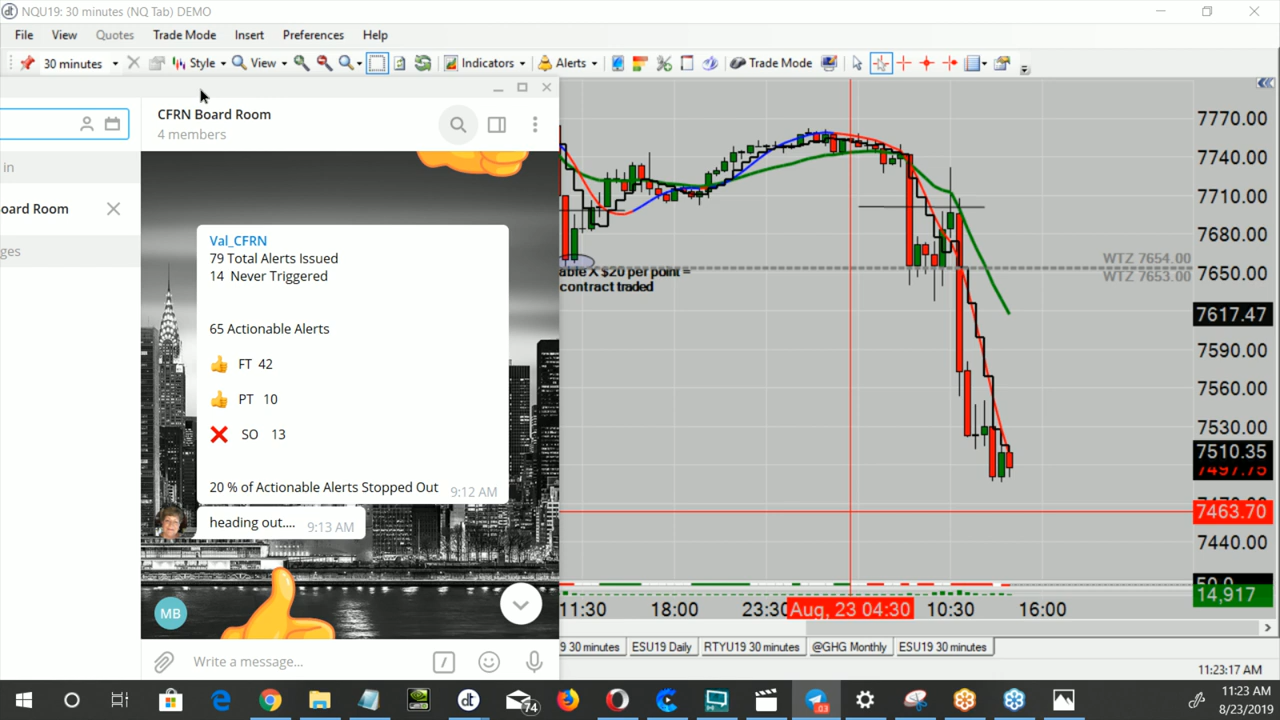 NQU19: 30 minutes (NQ Tab) DEMO
File View Quotes Trade Mode Insert Preferences Help
30 minutes Style View Indicators Alerts Trade Mode
CFRN Board Room
4 members
in
oard Room
ges
Val_CFRN
79 Total Alerts Issued
14 Never Triggered
65 Actionable Alerts
👍 FT 42
👍 PT 10
❌ SO 13
20 % of Actionable Alerts Stopped Out 9:12 AM
heading out.... 9:13 AM
MB
Write a message...
able X $20 per point =
contract traded
WTZ 7654.00
WTZ 7653.00
7770.00
7740.00
7710.00
7680.00
7650.00
7617.47
7590.00
7560.00
7530.00
7510.35
7497.75
7463.70
7440.00
50.0
14,917
11:30 18:00 23:30 Aug, 23 04:30 10:30 16:00
9 30 minutes ESU19 Daily RTYU19 30 minutes @GHG Monthly ESU19 30 minutes
11:23:17 AM
dt 74 .03
11:23 AM
8/23/2019